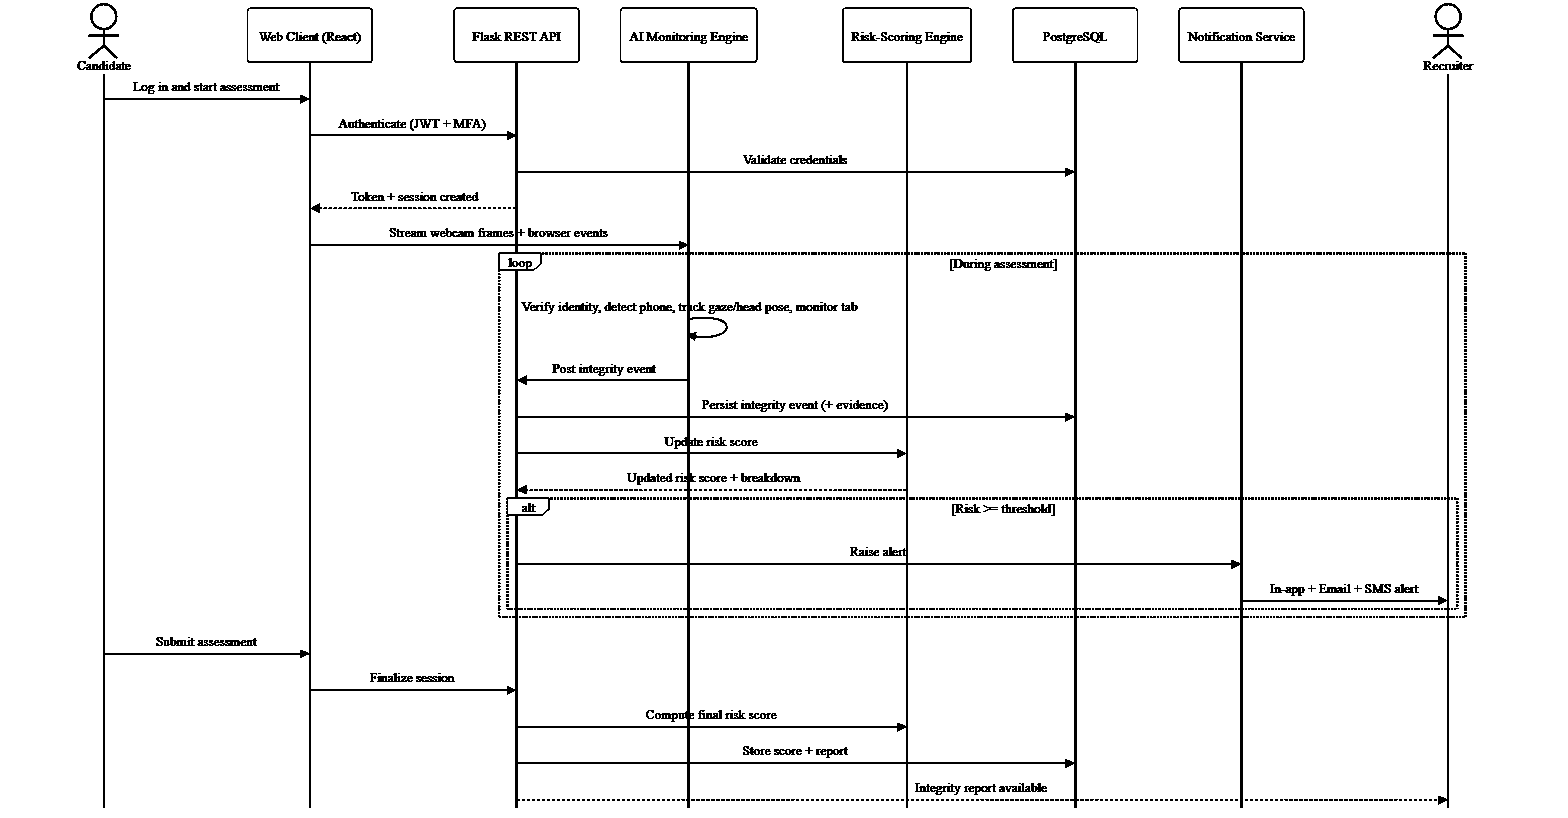 Candidate
Web Client (React)
Flask REST API
AI Monitoring Engine
Risk-Scoring Engine
PostgreSQL
Notification Service
Recruiter
Log in and start assessment
Authenticate (JWT + MFA)
Validate credentials
Token + session created
Stream webcam frames + browser events
loop
[During assessment]
Verify identity, detect phone, track gaze/head pose, monitor tab
Post integrity event
Persist integrity event (+ evidence)
Update risk score
Updated risk score + breakdown
alt
[Risk >= threshold]
Raise alert
In-app + Email + SMS alert
Submit assessment
Finalize session
Compute final risk score
Store score + report
Integrity report available